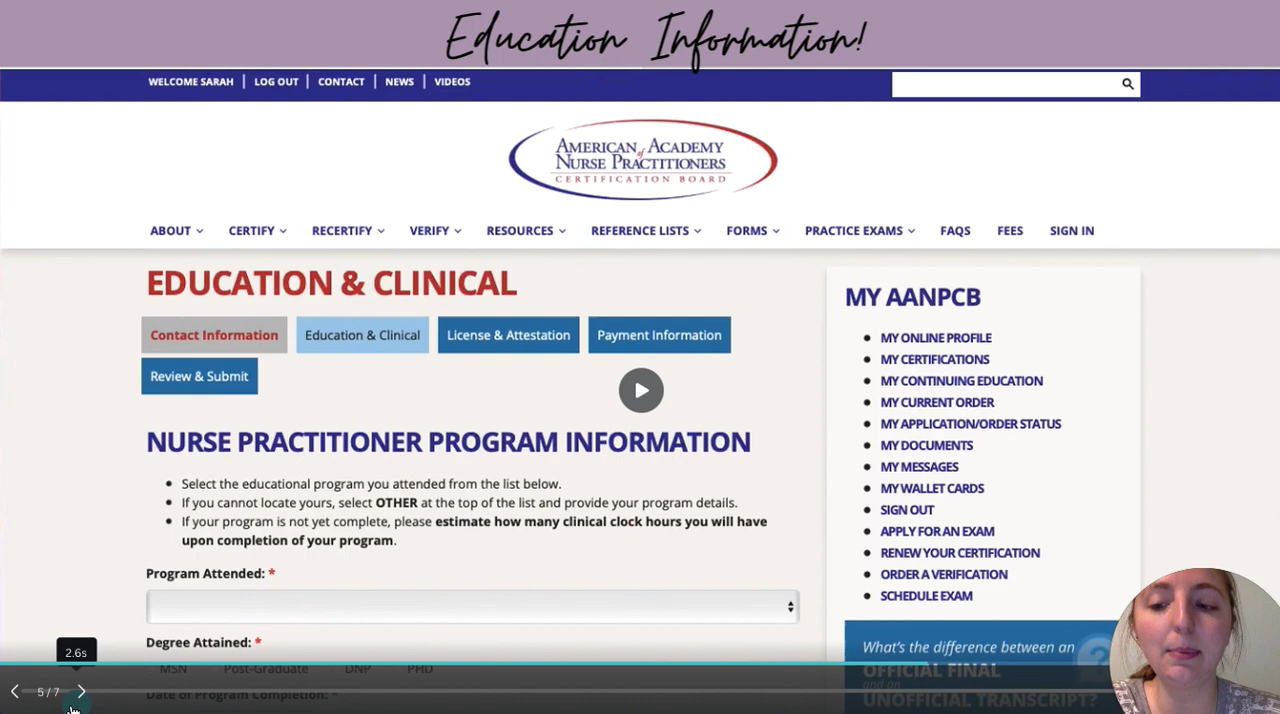 Education Information!
WELCOME SARAH | LOG OUT | CONTACT | NEWS | VIDEOS
AMERICAN of ACADEMY
NURSE PRACTITIONERS
CERTIFICATION BOARD
ABOUT CERTIFY RECERTIFY VERIFY RESOURCES REFERENCE LISTS FORMS PRACTICE EXAMS FAQS FEES SIGN IN
EDUCATION & CLINICAL
Contact Information Education & Clinical License & Attestation Payment Information
Review & Submit
NURSE PRACTITIONER PROGRAM INFORMATION
• Select the educational program you attended from the list below.
• If you cannot locate yours, select OTHER at the top of the list and provide your program details.
• If your program is not yet complete, please estimate how many clinical clock hours you will have
upon completion of your program.
Program Attended: *
Degree Attained: *
MSN Post-Graduate DNP PHD
Date of Program Completion: *
MY AANPCB
• MY ONLINE PROFILE
• MY CERTIFICATIONS
• MY CONTINUING EDUCATION
• MY CURRENT ORDER
• MY APPLICATION/ORDER STATUS
• MY DOCUMENTS
• MY MESSAGES
• MY WALLET CARDS
• SIGN OUT
• APPLY FOR AN EXAM
• RENEW YOUR CERTIFICATION
• ORDER A VERIFICATION
• SCHEDULE EXAM
What's the difference between an
OFFICIAL FINAL
and an
UNOFFICIAL TRANSCRIPT?
2.6s
5 / 7